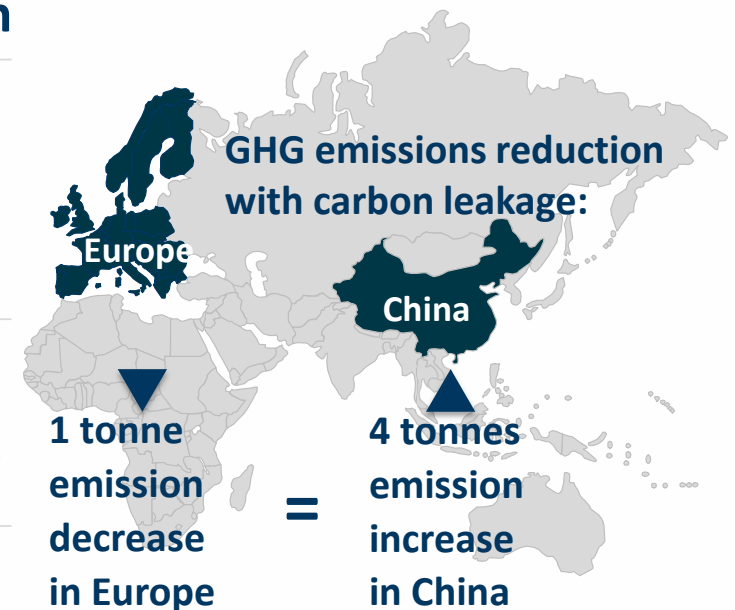 n
GHG emissions reduction
with carbon leakage:
Europe
China
1 tonne
emission
decrease
in Europe
=
4 tonnes
emission
increase
in China